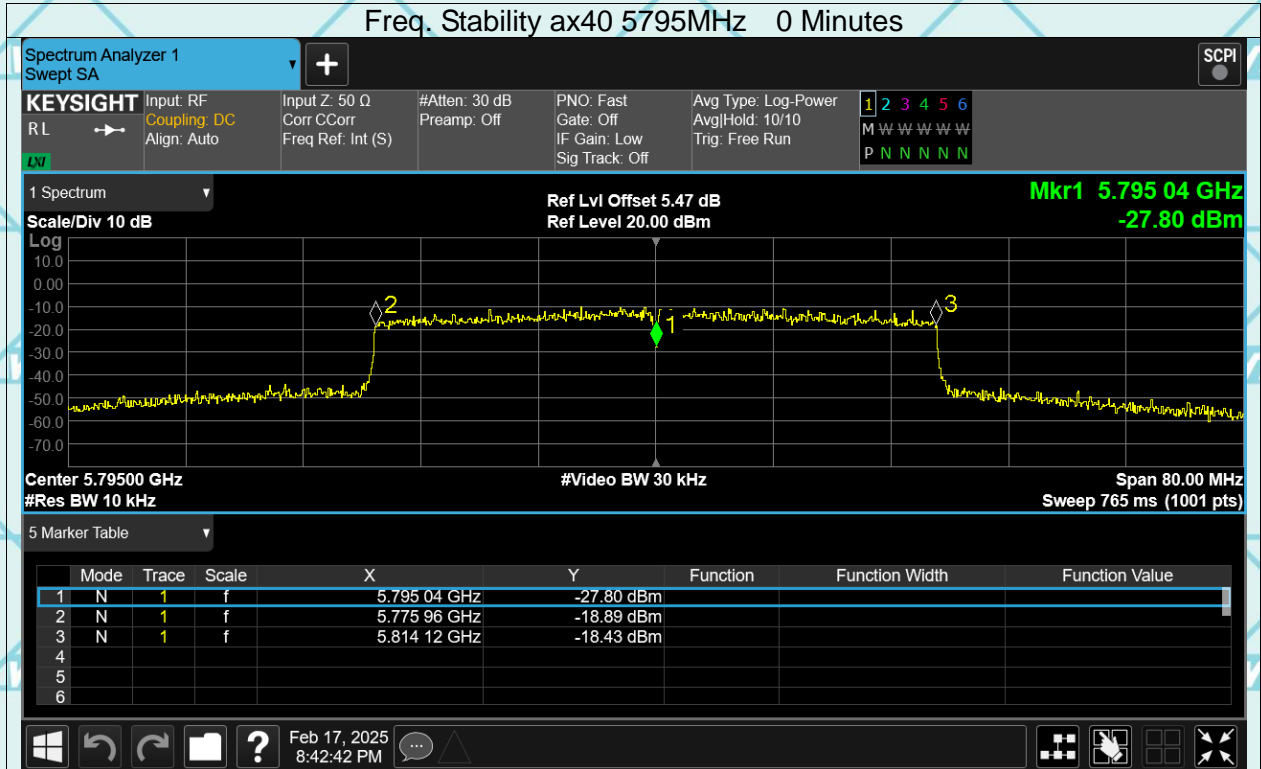 Freq. Stability ax40 5795MHz 0 Minutes
Spectrum Analyzer 1
Swept SA
+
SCPI
KEYSIGHT
RL
LXI
Input: RF
Coupling: DC
Align: Auto
Input Z: 50 Ω
Corr CCorr
Freq Ref: Int (S)
#Atten: 30 dB
Preamp: Off
PNO: Fast
Gate: Off
IF Gain: Low
Sig Track: Off
Avg Type: Log-Power
Avg|Hold: 10/10
Trig: Free Run
1 2 3 4 5 6
M W W W W W
P N N N N N
1 Spectrum
Scale/Div 10 dB
Ref Lvl Offset 5.47 dB
Ref Level 20.00 dBm
Mkr1 5.795 04 GHz
-27.80 dBm
Log
10.0
0.00
-10.0
-20.0
-30.0
-40.0
-50.0
-60.0
-70.0
2
1
3
Center 5.79500 GHz
#Video BW 30 kHz
Span 80.00 MHz
#Res BW 10 kHz
Sweep 765 ms (1001 pts)
5 Marker Table
Mode Trace Scale X Y Function Function Width Function Value
1 N 1 f 5.795 04 GHz -27.80 dBm
2 N 1 f 5.775 96 GHz -18.89 dBm
3 N 1 f 5.814 12 GHz -18.43 dBm
4
5
6
?
Feb 17, 2025
8:42:42 PM